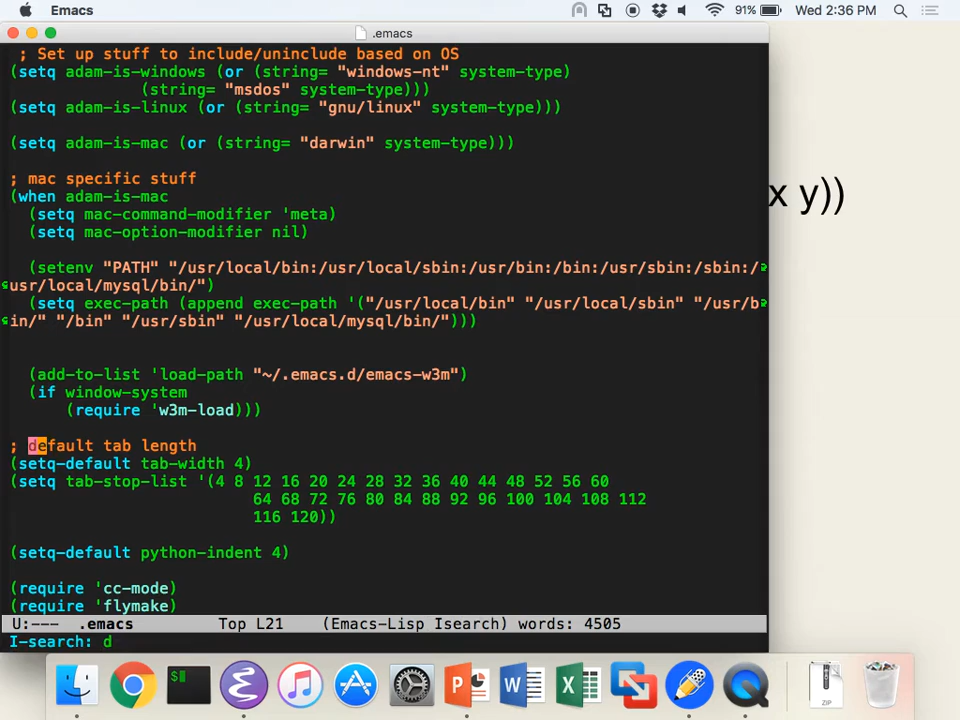 Emacs
91%
Wed 2:36 PM
.emacs
; Set up stuff to include/uninclude based on OS
(setq adam-is-windows (or (string= "windows-nt" system-type)
(string= "msdos" system-type)))
(setq adam-is-linux (or (string= "gnu/linux" system-type)))
(setq adam-is-mac (or (string= "darwin" system-type)))
; mac specific stuff
(when adam-is-mac
(setq mac-command-modifier 'meta)
(setq mac-option-modifier nil)
(setenv "PATH" "/usr/local/bin:/usr/local/sbin:/usr/bin:/bin:/usr/sbin:/sbin:/
usr/local/mysql/bin/")
(setq exec-path (append exec-path '("/usr/local/bin" "/usr/local/sbin" "/usr/b
in/" "/bin" "/usr/sbin" "/usr/local/mysql/bin/")))
(add-to-list 'load-path "~/.emacs.d/emacs-w3m")
(if window-system
(require 'w3m-load)))
; default tab length
(setq-default tab-width 4)
(setq tab-stop-list '(4 8 12 16 20 24 28 32 36 40 44 48 52 56 60
64 68 72 76 80 84 88 92 96 100 104 108 112
116 120))
(setq-default python-indent 4)
(require 'cc-mode)
(require 'flymake)
U:--- .emacs Top L21 (Emacs-Lisp Isearch) words: 4505
I-search: d
x y))
$
P
W
X
ZIP